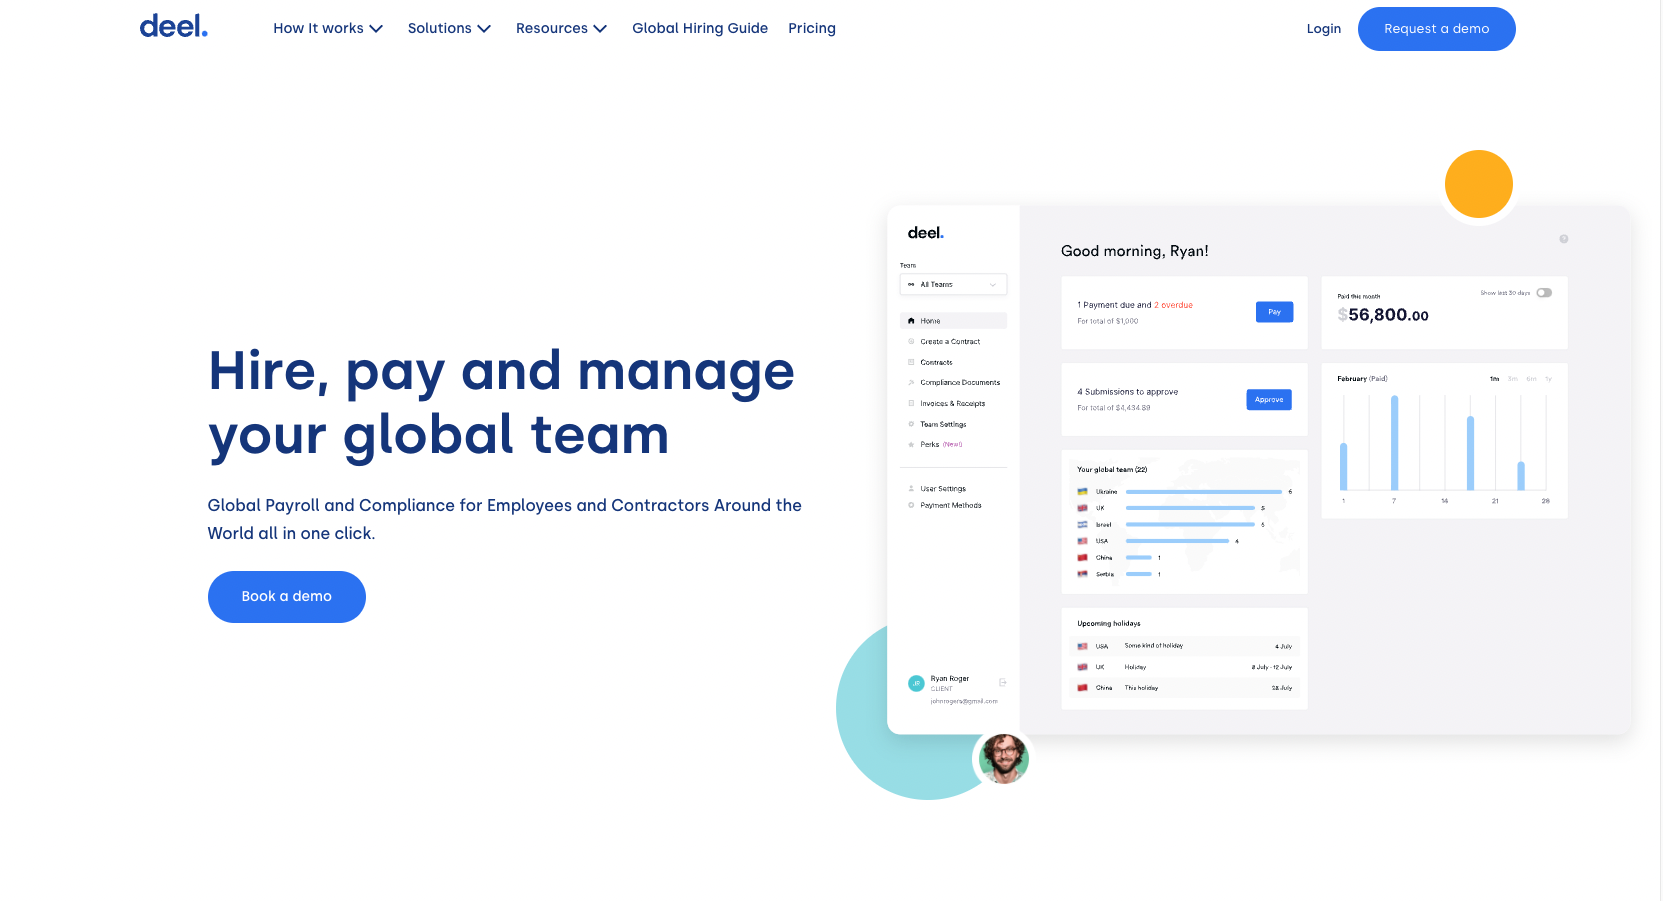 deel.
How It works
Solutions
Resources
Global Hiring Guide
Pricing
Login
Request a demo
Hire, pay and manage
your global team
Global Payroll and Compliance for Employees and Contractors Around the
World all in one click.
Book a demo
deel.
Team
All Teams
Home
Create a Contract
Contracts
Compliance Documents
Invoices & Receipts
Team Settings
Perks (New!)
User Settings
Payment Methods
JR
Ryan Roger
CLIENT
johnrogers@gmail.com
Good morning, Ryan!
1 Payment due and 2 overdue
For total of $1,000
Pay
4 Submissions to approve
For total of $4,434.89
Approve
Your global team (22)
Ukraine 6
UK 5
Israel 5
USA 4
China 1
Serbia 1
Upcoming holidays
USA Some kind of holiday 4 July
UK Holiday 8 July - 12 July
China This holiday 28 July
Paid this month
Show last 30 days
$56,800.00
February (Paid)
1m 3m 6m 1y
1 7 14 21 28